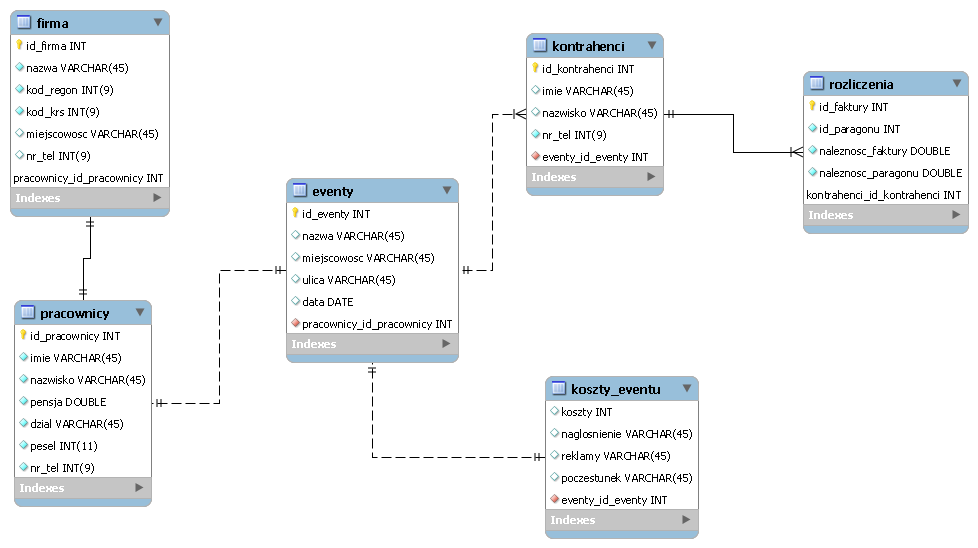 firma
id_firma INT
nazwa VARCHAR(45)
kod_regon INT(9)
kod_krs INT(9)
miejscowosc VARCHAR(45)
nr_tel INT(9)
pracownicy_id_pracownicy INT
Indexes
pracownicy
id_pracownicy INT
imie VARCHAR(45)
nazwisko VARCHAR(45)
pensja DOUBLE
dzial VARCHAR(45)
pesel INT(11)
nr_tel INT(9)
Indexes
eventy
id_eventy INT
nazwa VARCHAR(45)
miejscowosc VARCHAR(45)
ulica VARCHAR(45)
data DATE
pracownicy_id_pracownicy INT
Indexes
kontrahenci
id_kontrahenci INT
imie VARCHAR(45)
nazwisko VARCHAR(45)
nr_tel INT(9)
eventy_id_eventy INT
Indexes
rozliczenia
id_faktury INT
id_paragonu INT
naleznosc_faktury DOUBLE
naleznosc_paragonu DOUBLE
kontrahenci_id_kontrahenci INT
Indexes
koszty_eventu
koszty INT
naglosnienie VARCHAR(45)
reklamy VARCHAR(45)
poczestunek VARCHAR(45)
eventy_id_eventy INT
Indexes